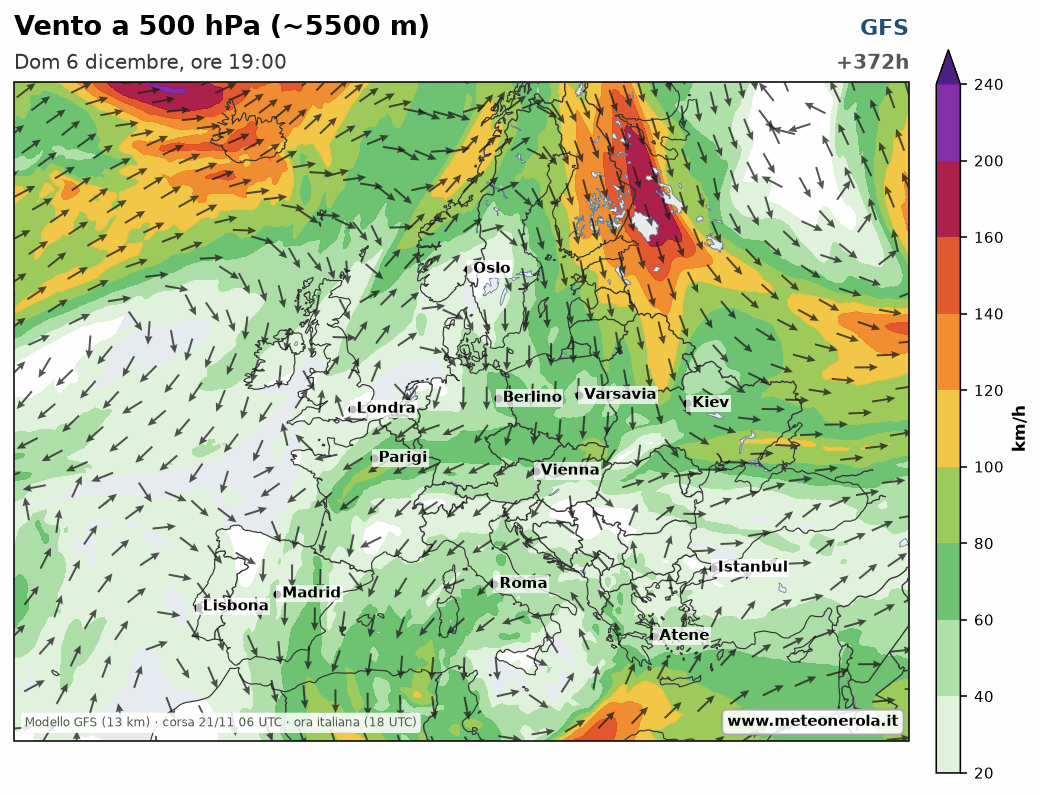 Vento a 500 hPa (~5500 m)
GFS
Dom 6 dicembre, ore 19:00
+372h
240
200
160
140
120
100
80
60
40
20
km/h
Oslo
Berlino
Varsavia
Kiev
Londra
Parigi
Vienna
Istanbul
Roma
Madrid
Lisbona
Atene
Modello GFS (13 km) · corsa 21/11 06 UTC · ora italiana (18 UTC)
www.meteonerola.it